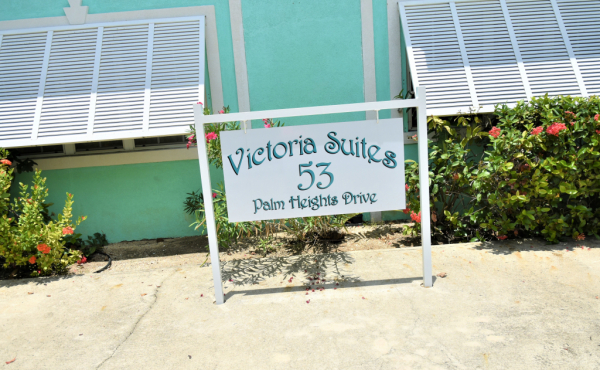 Victoria Suites
53
Palm Heights Drive